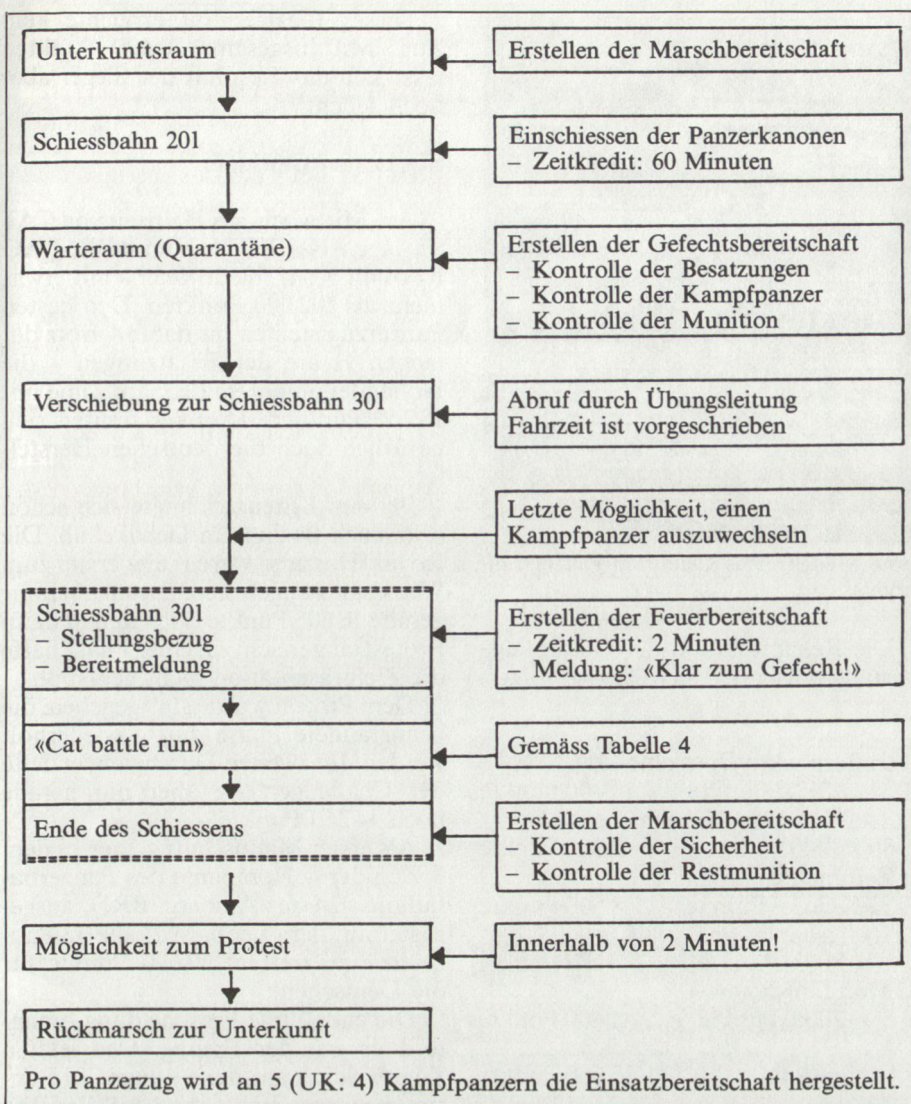 Unterkunftsraum
Erstellen der Marschbereitschaft
Schiessbahn 201
Einschiessen der Panzerkanonen
– Zeitkredit: 60 Minuten
Warteraum (Quarantäne)
Erstellen der Gefechtsbereitschaft
– Kontrolle der Besatzungen
– Kontrolle der Kampfpanzer
– Kontrolle der Munition
Verschiebung zur Schiessbahn 301
Abruf durch Übungsleitung
Fahrzeit ist vorgeschrieben
Letzte Möglichkeit, einen
Kampfpanzer auszuwechseln
Schiessbahn 301
– Stellungsbezug
– Bereitmeldung
Erstellen der Feuerbereitschaft
– Zeitkredit: 2 Minuten
– Meldung: «Klar zum Gefecht!»
«Cat battle run»
Gemäss Tabelle 4
Ende des Schiessens
Erstellen der Marschbereitschaft
– Kontrolle der Sicherheit
– Kontrolle der Restmunition
Möglichkeit zum Protest
Innerhalb von 2 Minuten!
Rückmarsch zur Unterkunft
Pro Panzerzug wird an 5 (UK: 4) Kampfpanzern die Einsatzbereitschaft hergestellt.